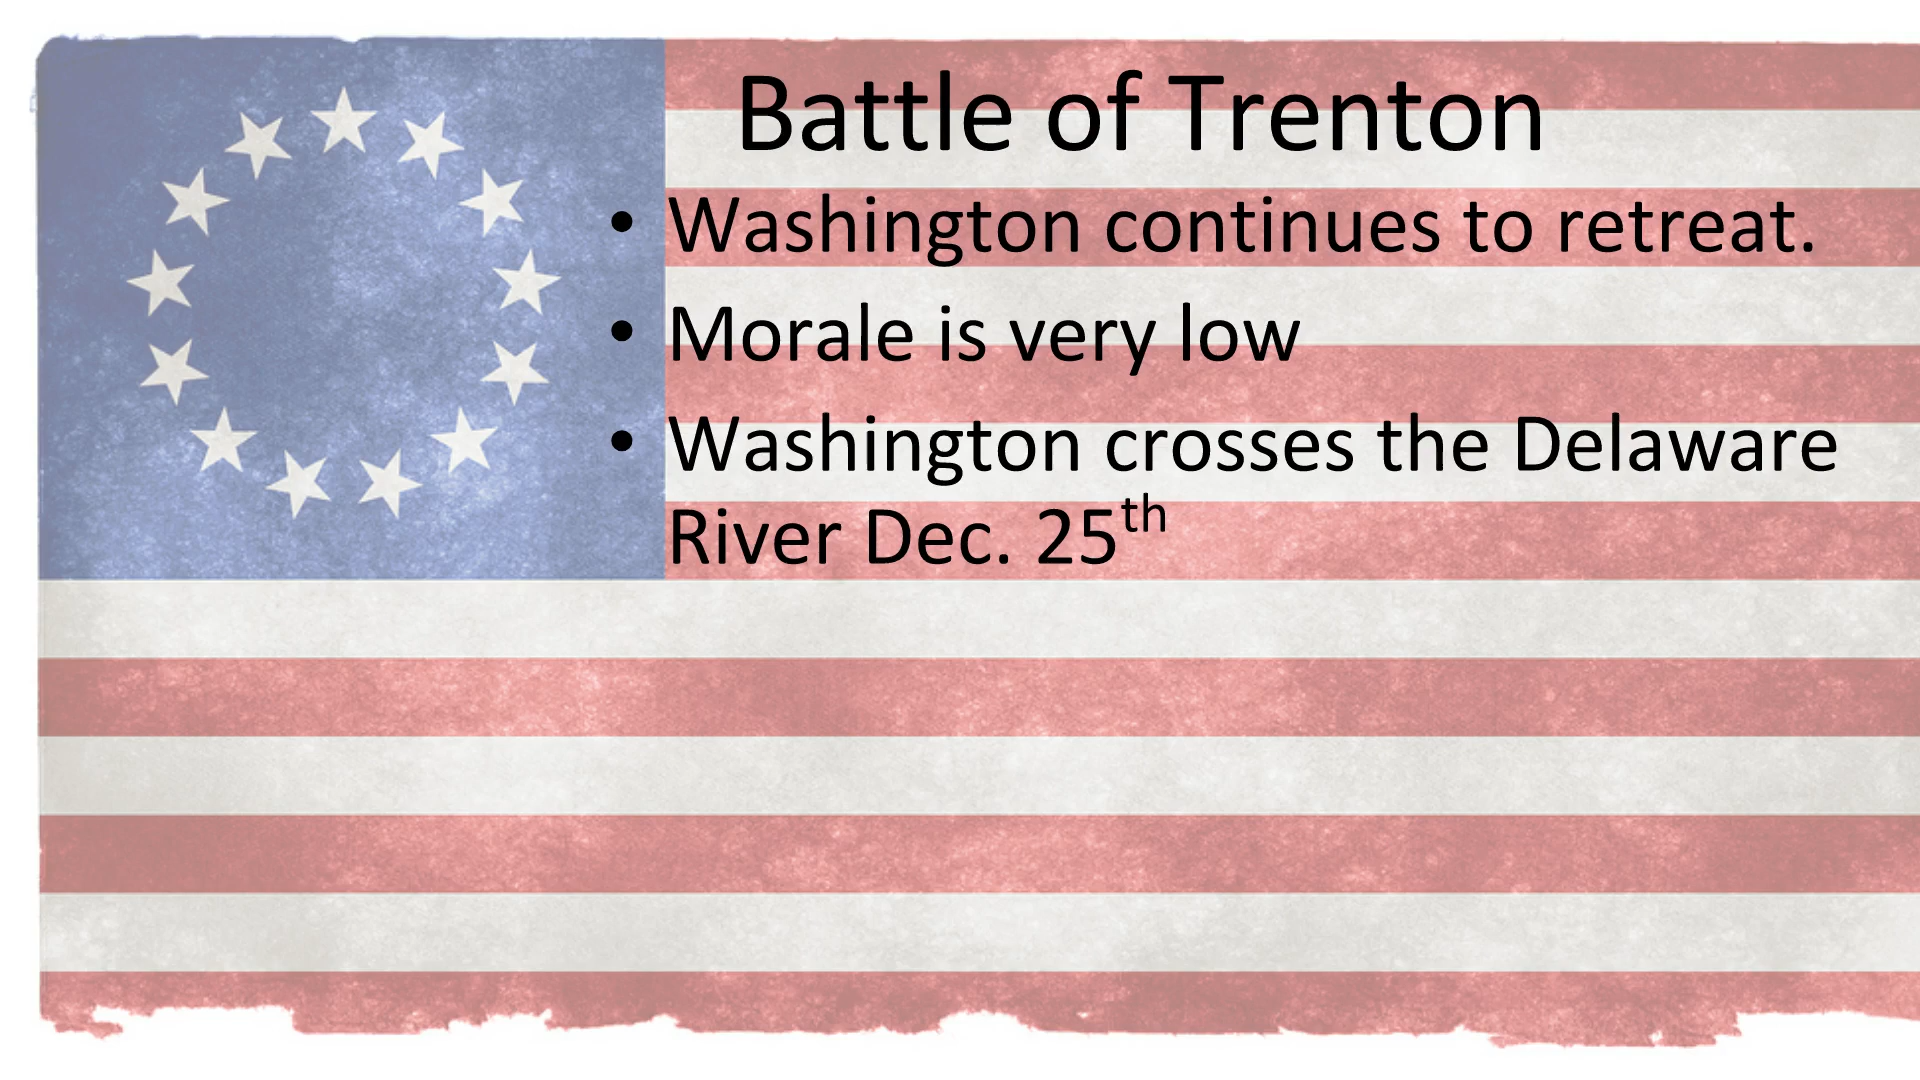 Battle of Trenton
• Washington continues to retreat.
• Morale is very low
• Washington crosses the Delaware
River Dec. 25th